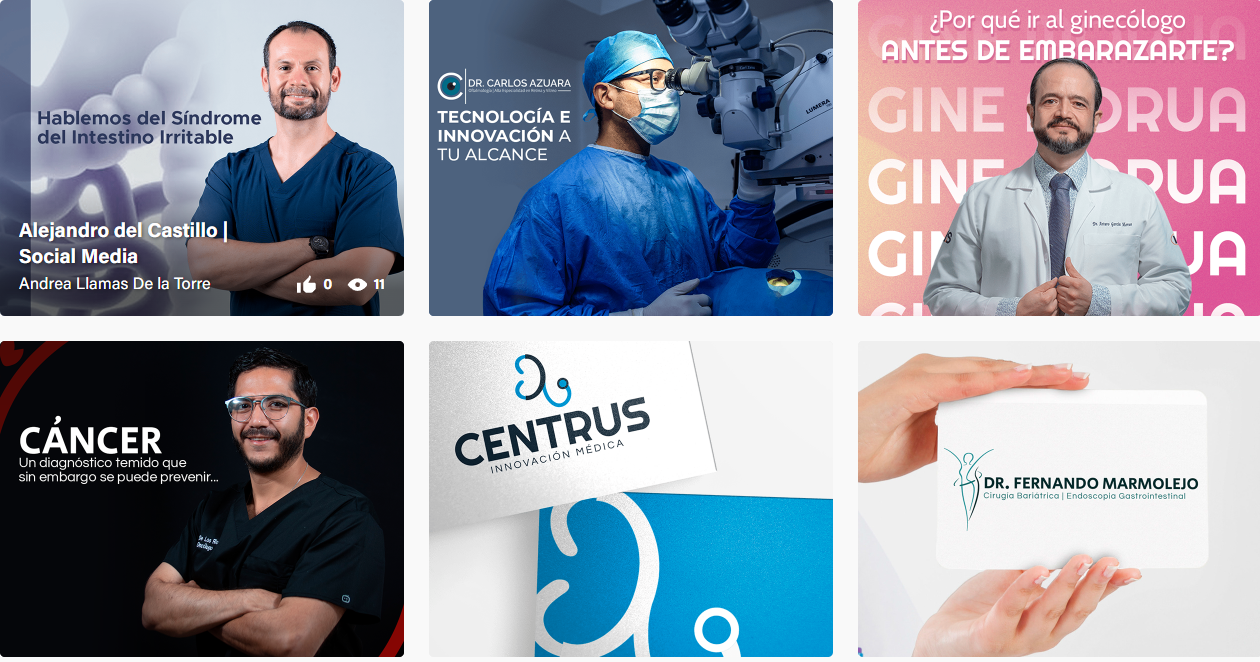 Hablemos del Síndrome
del Intestino Irritable
Alejandro del Castillo |
Social Media
Andrea Llamas De la Torre
0
11
DR. CARLOS AZUARA
TECNOLOGÍA E
INNOVACIÓN A
TU ALCANCE
LUMERA
¿Por qué ir al ginecólogo
ANTES DE EMBARAZARTE?
GINE
GINE
CÁNCER
Un diagnóstico temido que
sin embargo se puede prevenir...
CENTRUS
INNOVACIÓN MÉDICA
DR. FERNANDO MARMOLEJO
Cirugía Bariátrica | Endoscopia Gastrointestinal